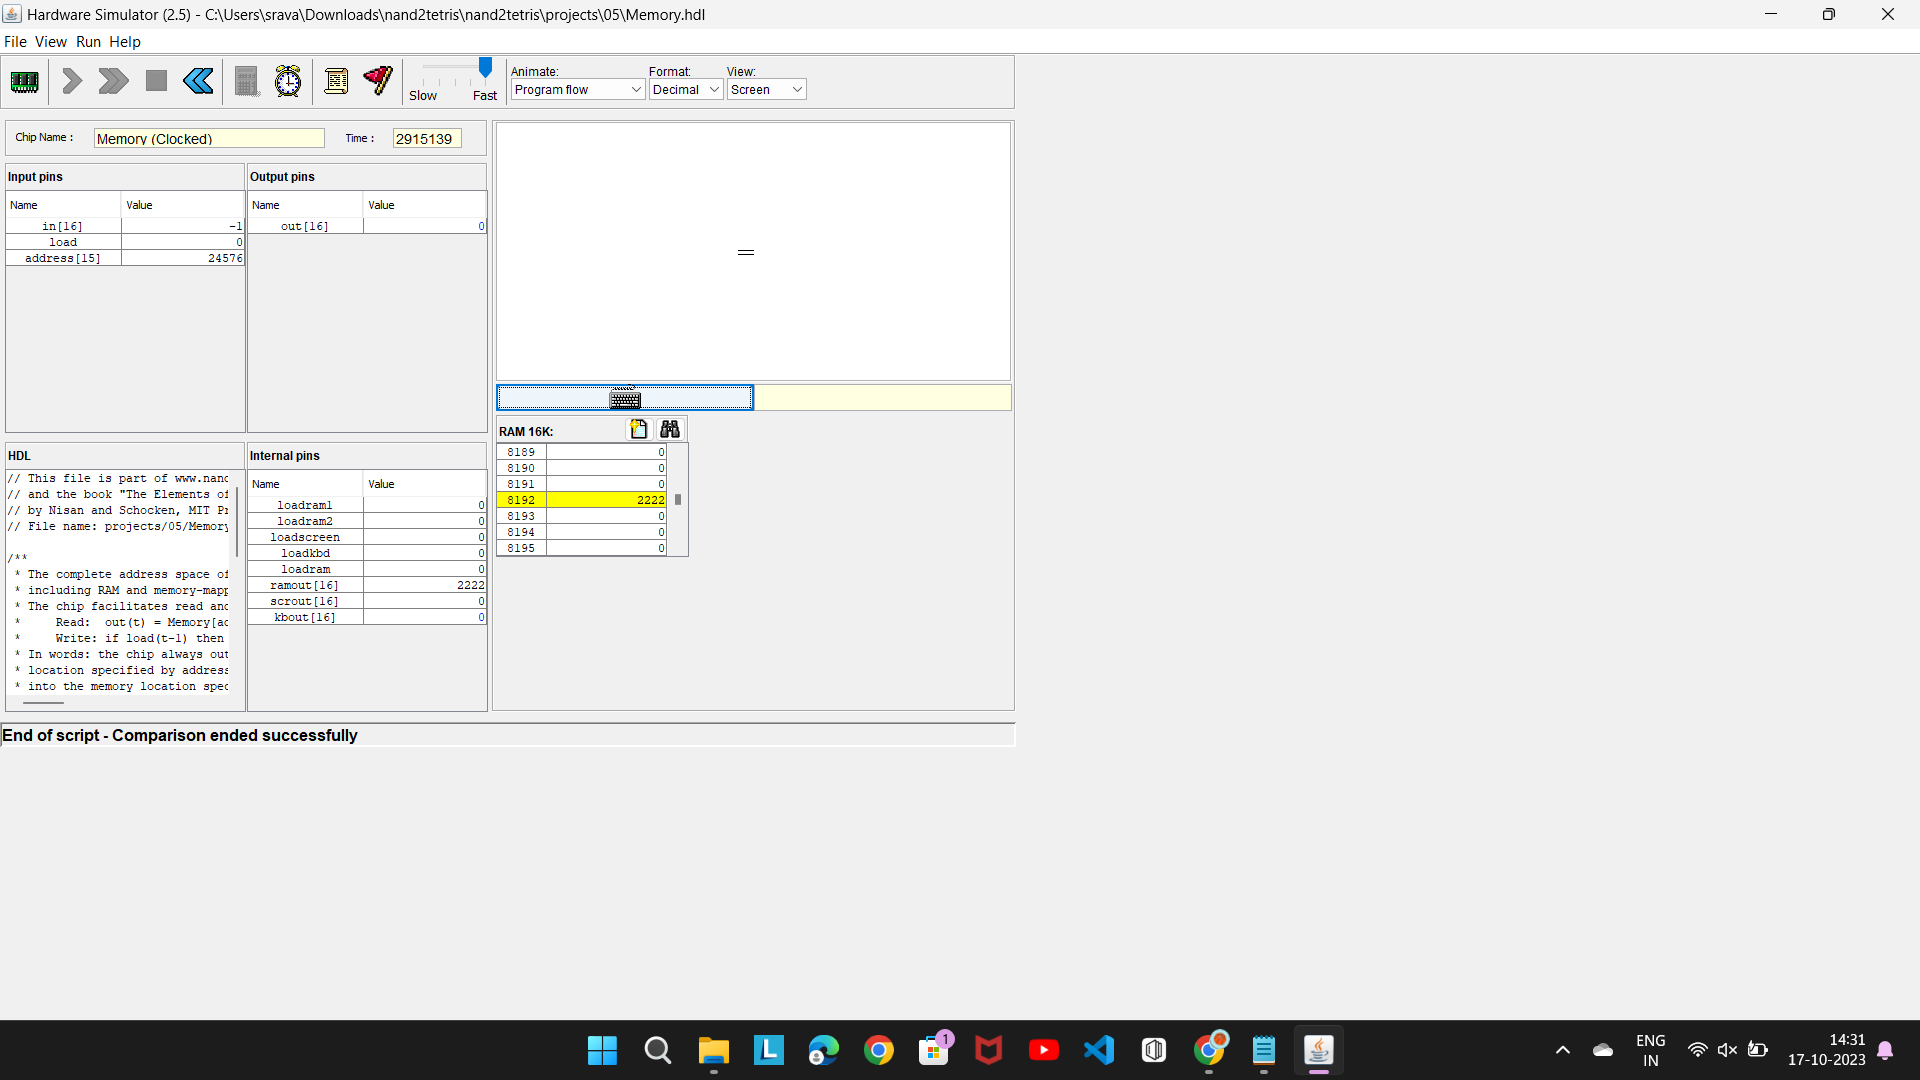 Hardware Simulator (2.5) - C:\Users\srava\Downloads\nand2tetris\nand2tetris\projects\05\Memory.hdl
File View Run Help
Slow Fast
Animate: Format: View:
Program flow Decimal Screen
Chip Name : Memory (Clocked) Time : 2915139
Input pins
Name Value
in[16] -1
load 0
address[15] 24576
Output pins
Name Value
out[16] 0
HDL
// This file is part of www.nand
// and the book "The Elements of
// by Nisan and Schocken, MIT Pr
// File name: projects/05/Memory
/**
* The complete address space of
* including RAM and memory-mapp
* The chip facilitates read and
* Read: out(t) = Memory[ad
* Write: if load(t-1) then
* In words: the chip always out
* location specified by address
* into the memory location spec
Internal pins
Name Value
loadram1 0
loadram2 0
loadscreen 0
loadkbd 0
loadram 0
ramout[16] 2222
scrout[16] 0
kbout[16] 0
RAM 16K:
8189 0
8190 0
8191 0
8192 2222
8193 0
8194 0
8195 0
End of script - Comparison ended successfully
L
1
ENG
IN
14:31
17-10-2023